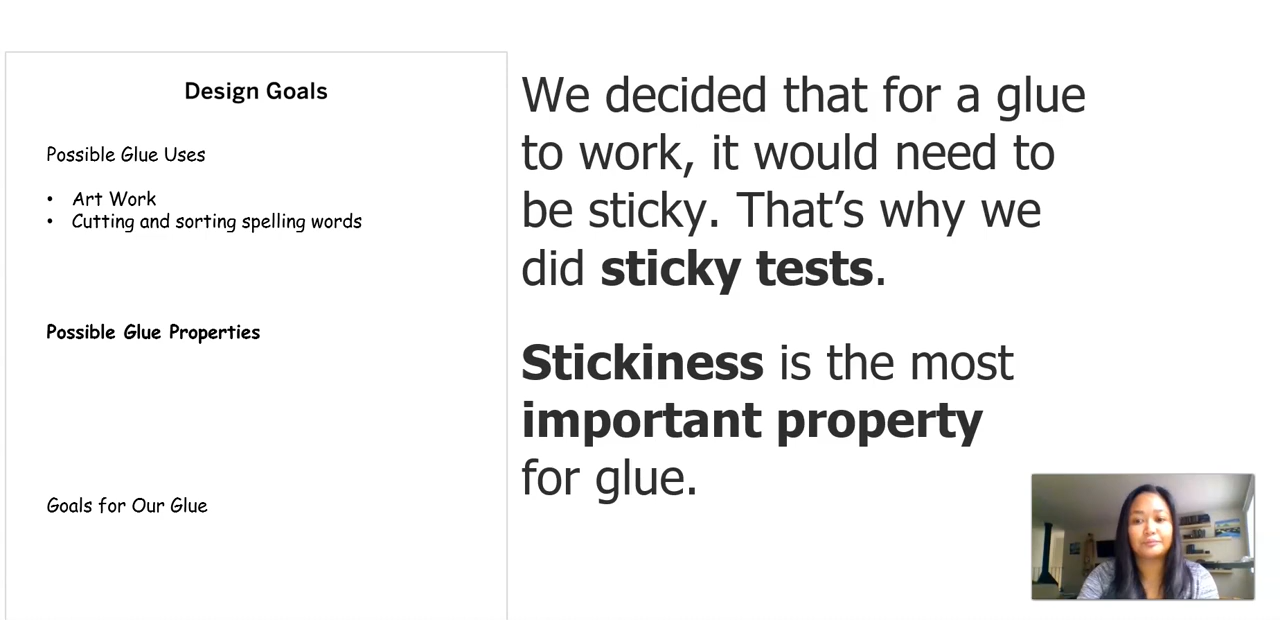 Design Goals
Possible Glue Uses
• Art Work
• Cutting and sorting spelling words
Possible Glue Properties
Goals for Our Glue
We decided that for a glue
to work, it would need to
be sticky. That’s why we
did sticky tests.
Stickiness is the most
important property
for glue.